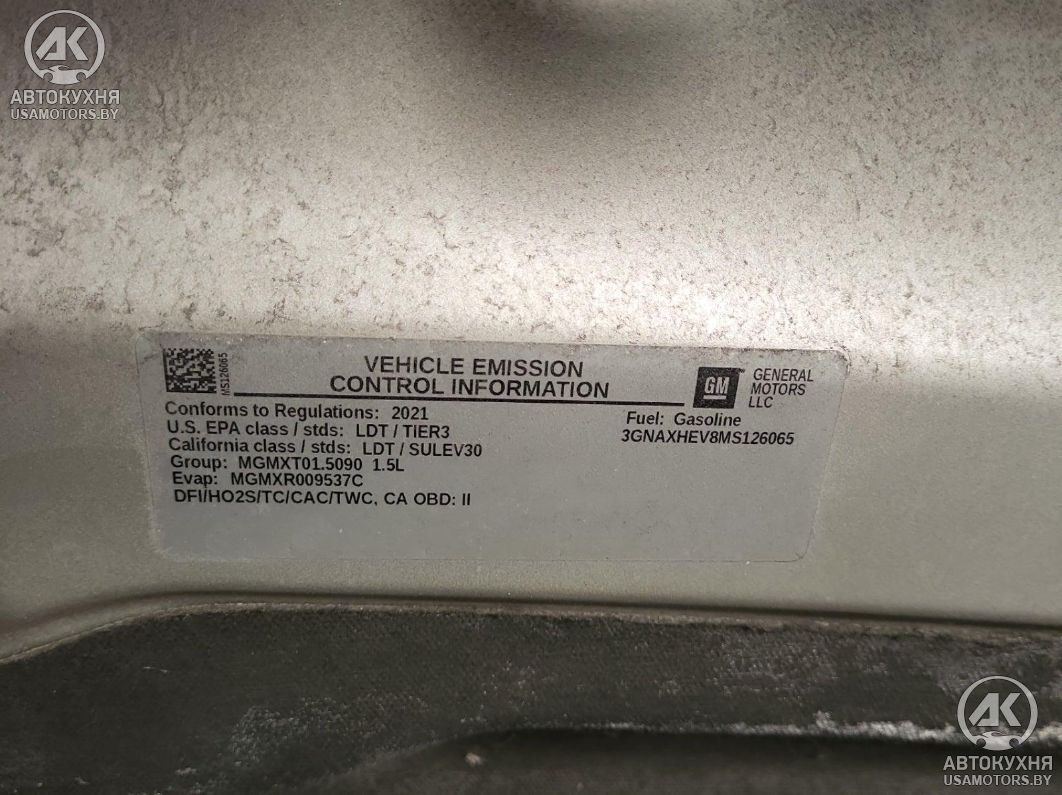 АК
АВТОКУХНЯ
USAMOTORS.BY
MS126065
VEHICLE EMISSION
CONTROL INFORMATION
GM
GENERAL
MOTORS
LLC
Conforms to Regulations: 2021
Fuel: Gasoline
U.S. EPA class / stds: LDT / TIER3
3GNAXHEV8MS126065
California class / stds: LDT / SULEV30
Group: MGMXT01.5090 1.5L
Evap: MGMXR009537C
DFI/HO2S/TC/CAC/TWC, CA OBD: II
АК
АВТОКУХНЯ
USAMOTORS.BY